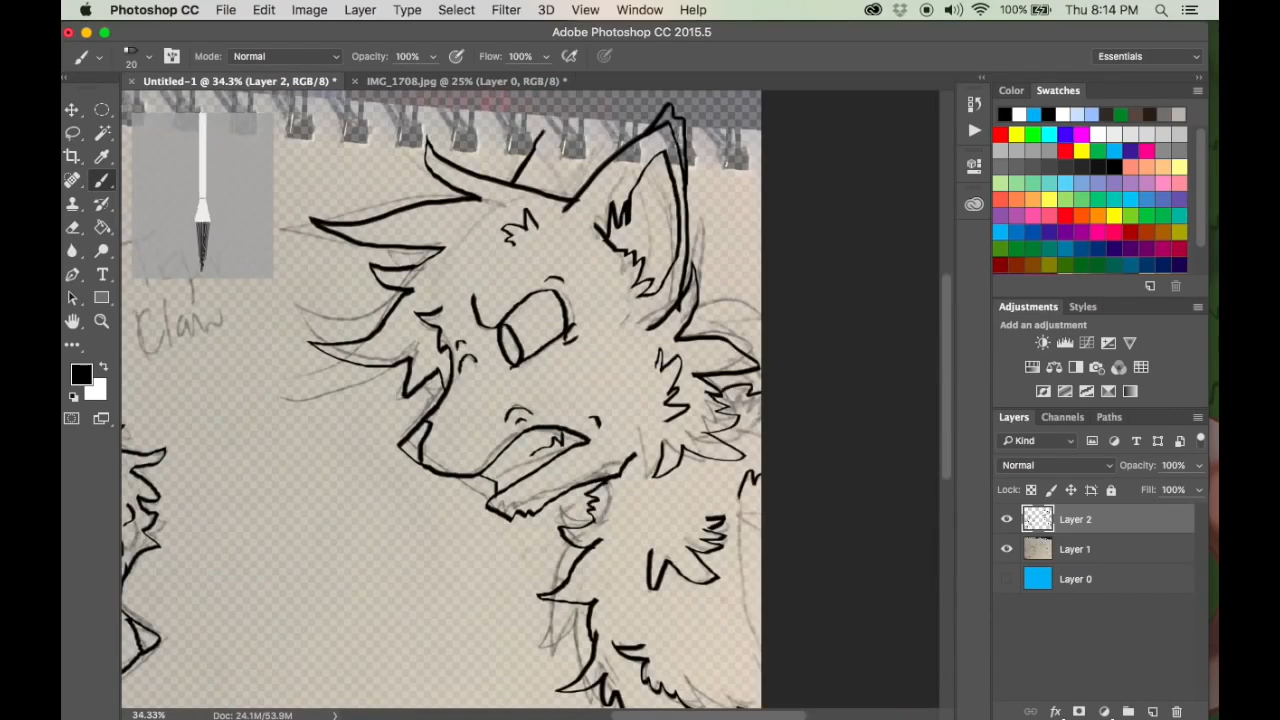 Photoshop CC File Edit Image Layer Type Select Filter 3D View Window Help 100% Thu 8:14 PM
Adobe Photoshop CC 2015.5
20 Mode: Normal Opacity: 100% Flow: 100% Essentials
Untitled-1 @ 34.3% (Layer 2, RGB/8) * IMG_1708.jpg @ 25% (Layer 0, RGB/8) *
Color Swatches
Claw
Adjustments Styles
Add an adjustment
Layers Channels Paths
Kind
Normal Opacity: 100%
Lock: Fill: 100%
Layer 2
Layer 1
Layer 0
fx
34.33% Doc: 24.1M/53.9M